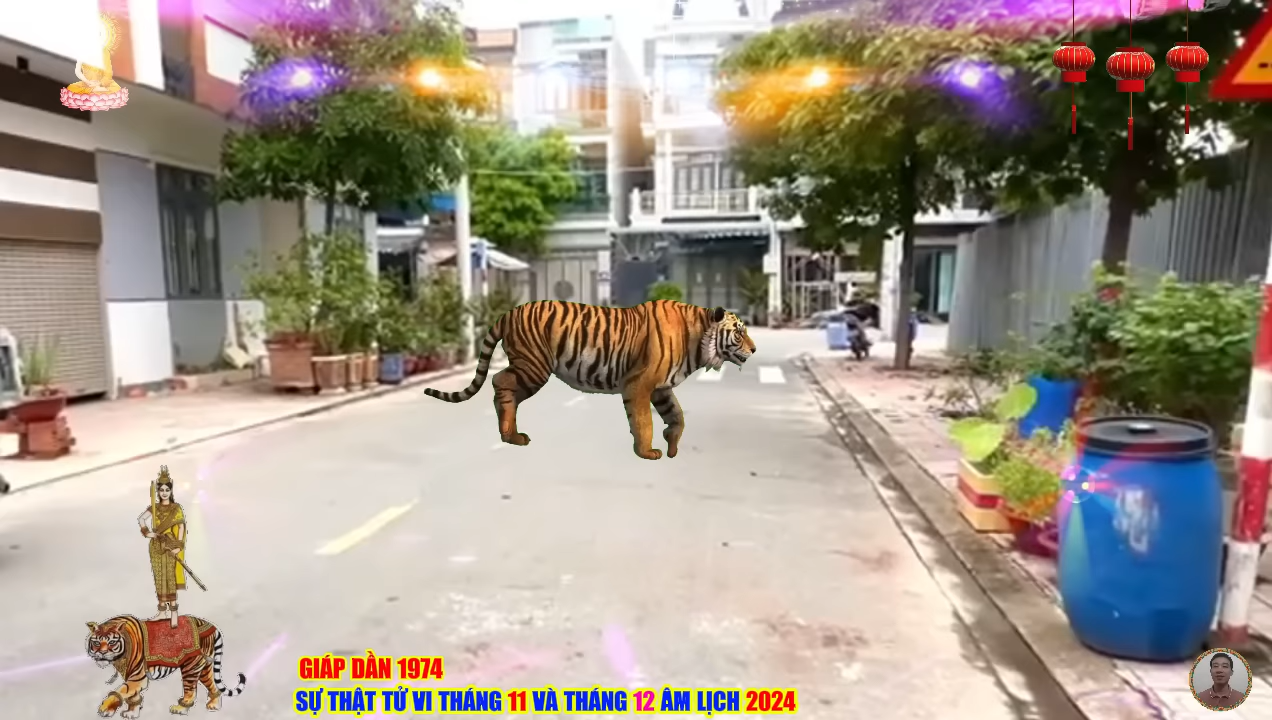 GIÁP DẦN 1974
SỰ THẬT TỬ VI THÁNG 11 VÀ THÁNG 12 ÂM LỊCH 2024